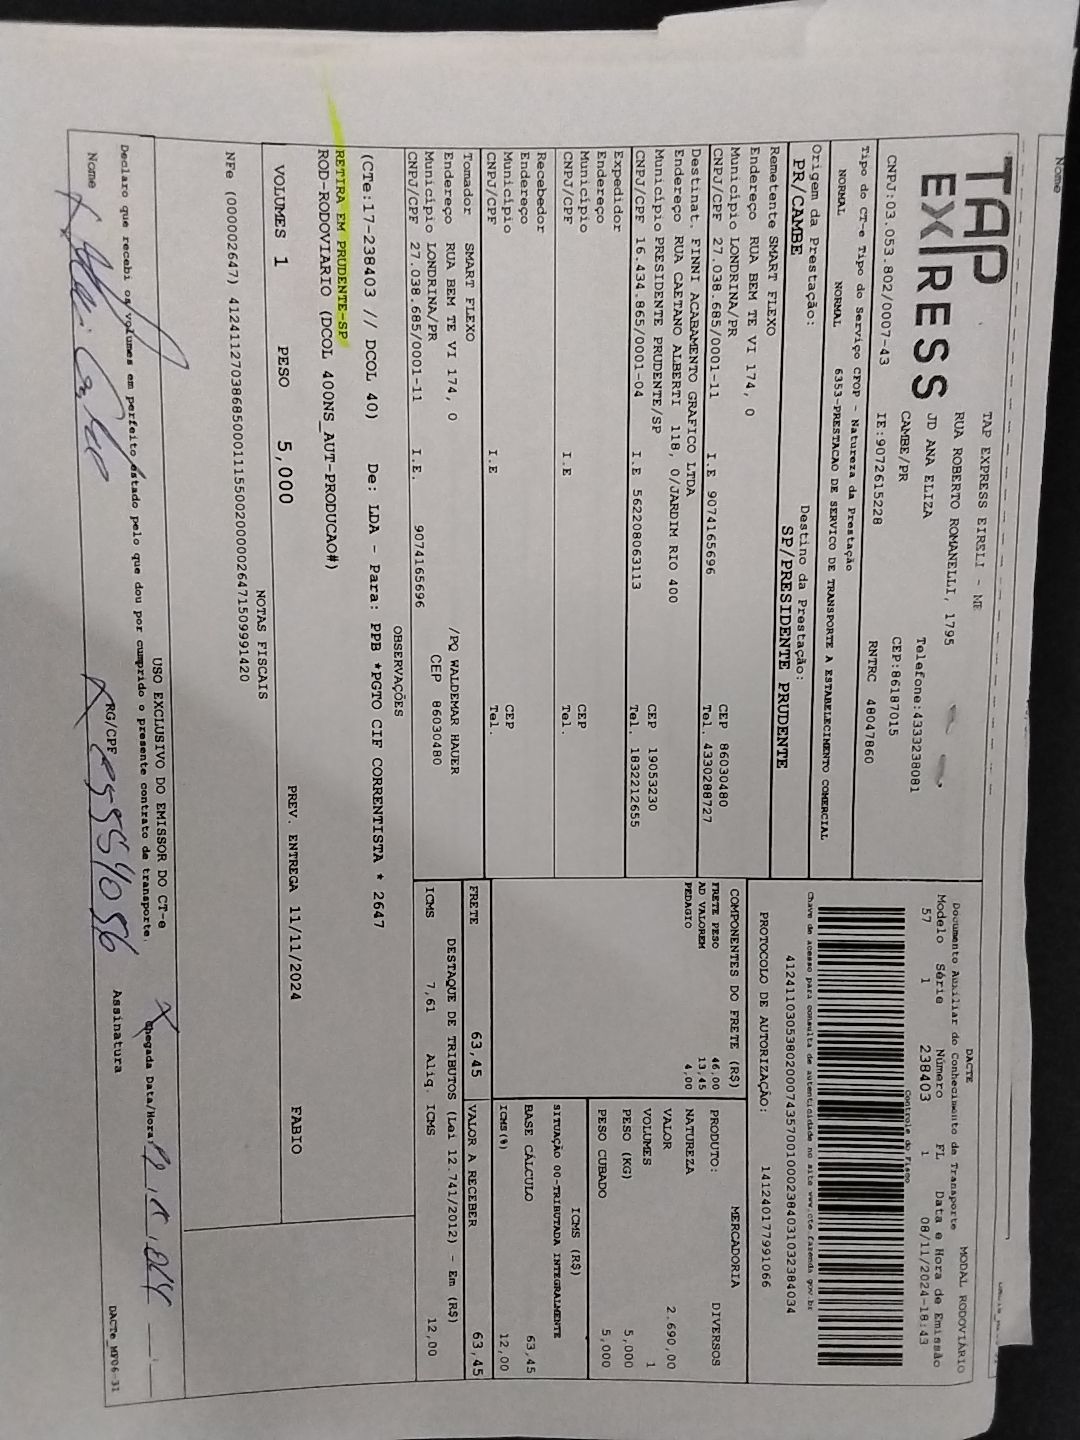 TAP
EXPRESS
TAP EXPRESS EIRELI - ME
RUA ROBERTO ROMANELLI, 1795
JD ANA ELIZA Telefone:4333238081
CAMBE/PR CEP:86187015
CNPJ:03.053.802/0007-43 IE:9072615228 RNTRC 48047860
Tipo do CT-e Tipo do Serviço CFOP - Natureza da Prestação
NORMAL NORMAL 6353-PRESTACAO DE SERVICO DE TRANSPORTE A ESTABELECIMENTO COMERCIAL
Origem da Prestação: Destino da Prestação:
PR/CAMBE SP/PRESIDENTE PRUDENTE
DACTE
Documento Auxiliar do Conhecimento de Transporte MODAL RODOVIÁRIO
Modelo Série Número FL Data e Hora de Emissão
57 1 238403 1 08/11/2024-18:43
Controle do Fisco
Chave de acesso para consulta de autenticidade no site www.cte.fazenda.gov.br
41241103053802000743570010002384031032384034
PROTOCOLO DE AUTORIZAÇÃO: 141240177991066
Remetente SMART FLEXO
Endereço RUA BEM TE VI 174, 0
Município LONDRINA/PR CEP 86030480
CNPJ/CPF 27.038.685/0001-11 I.E 9074165696 Tel. 4330288727
Destinat. FINNI ACABAMENTO GRAFICO LTDA
Endereço RUA CAETANO ALBERTI 118, 0/JARDIM RIO 400
Município PRESIDENTE PRUDENTE/SP CEP 19053230
CNPJ/CPF 16.434.865/0001-04 I.E 562208063113 Tel. 1832212655
Expedidor
Endereço
Município CEP
CNPJ/CPF I.E Tel.
Recebedor
Endereço
Município CEP
CNPJ/CPF I.E Tel.
Tomador SMART FLEXO
Endereço RUA BEM TE VI 174, 0 /PQ WALDEMAR HAUER
Município LONDRINA/PR CEP 86030480
CNPJ/CPF 27.038.685/0001-11 I.E. 9074165696
COMPONENTES DO FRETE (R$)
FRETE PESO 46,00
AD VALOREM 13,45
PEDAGIO 4,00
MERCADORIA
PRODUTO: DIVERSOS
NATUREZA
VALOR 2.690,00
VOLUMES 1
PESO (KG) 5,000
PESO CUBADO 5,000
ICMS (R$)
SITUAÇÃO 00-TRIBUTADA INTEGRALMENTE
BASE CÁLCULO 63,45
ICMS(%) 12,00
FRETE 63,45 VALOR A RECEBER 63,45
DESTAQUE DE TRIBUTOS (Lei 12.741/2012) - Em (R$)
ICMS 7,61 Aliq. ICMS 12,00
OBSERVAÇÕES
(CTe:17-238403 // DCOL 40) De: LDA - Para: PPB *PGTO CIF CORRENTISTA * 2647
RETIRA EM PRUDENTE-SP
ROD-RODOVIARIO (DCOL 400NS_AUT-PRODUCAO#)
VOLUMES 1 PESO 5,000 PREV. ENTREGA 11/11/2024 FABIO
NOTAS FISCAIS
NFe (000002647) 41241127038685000111550020000026471509991420
USO EXCLUSIVO DO EMISSOR DO CT-e
Declaro que recebi os volumes em perfeito estado pelo que dou por cumprido o presente contrato de transporte.
Chegada Data/Hora
Nome RG/CPF Assinatura
DACTe_MP06-31
Nome